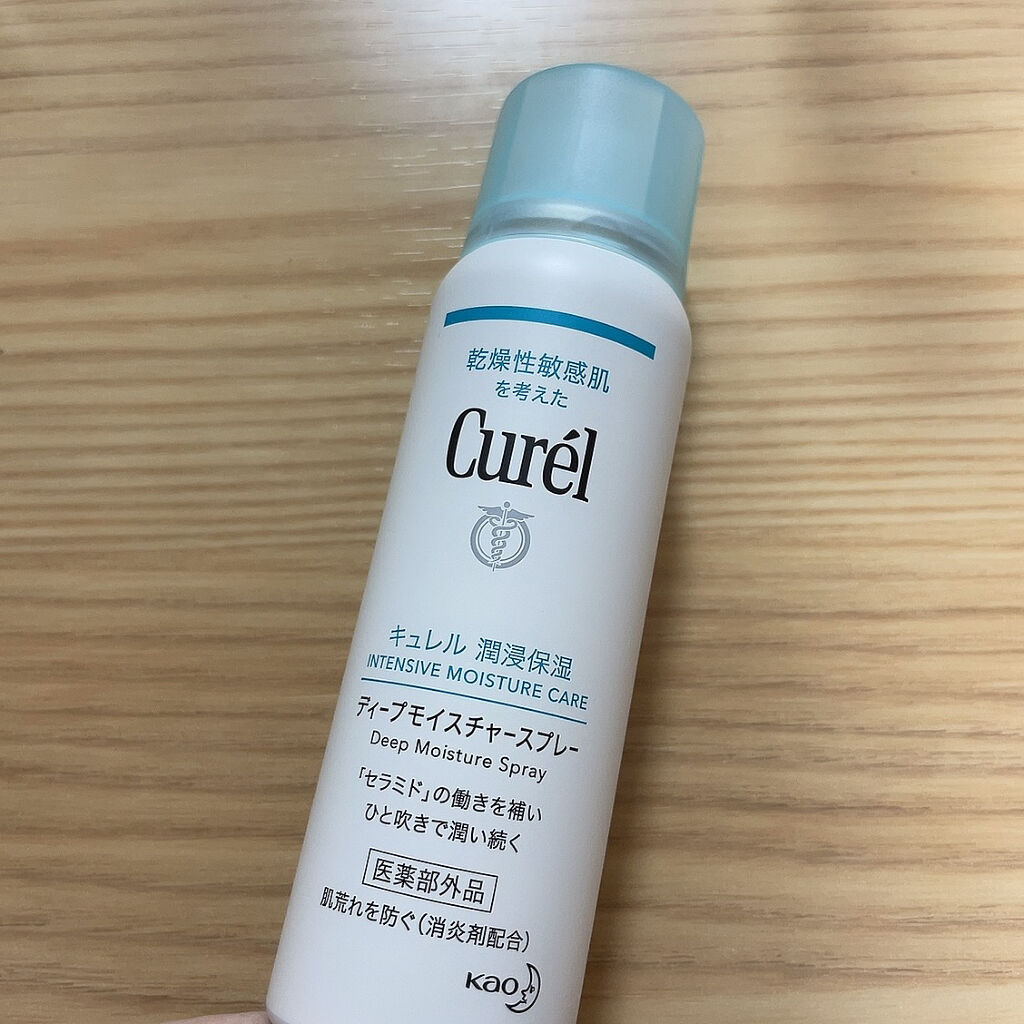 乾燥性敏感肌
を考えた
Curél
キュレル 潤浸保湿
INTENSIVE MOISTURE CARE
ディープモイスチャースプレー
Deep Moisture Spray
「セラミド」の働きを補い
ひと吹きで潤い続く
医薬部外品
肌荒れを防ぐ(消炎剤配合)
Kao